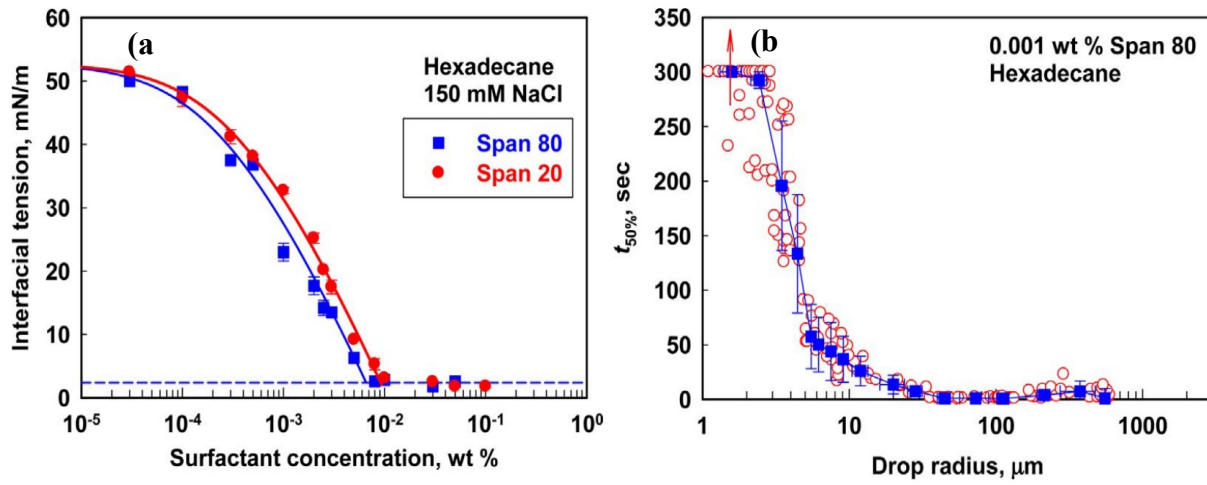 (a
Hexadecane
150 mM NaCl
Span 80
Span 20
Interfacial tension, mN/m
60
50
40
30
20
10
0
10-5 10-4 10-3 10-2 10-1 100
Surfactant concentration, wt %
(b)
0.001 wt % Span 80
Hexadecane
t50%, sec
350
300
250
200
150
100
50
0
1 10 100 1000
Drop radius, μm